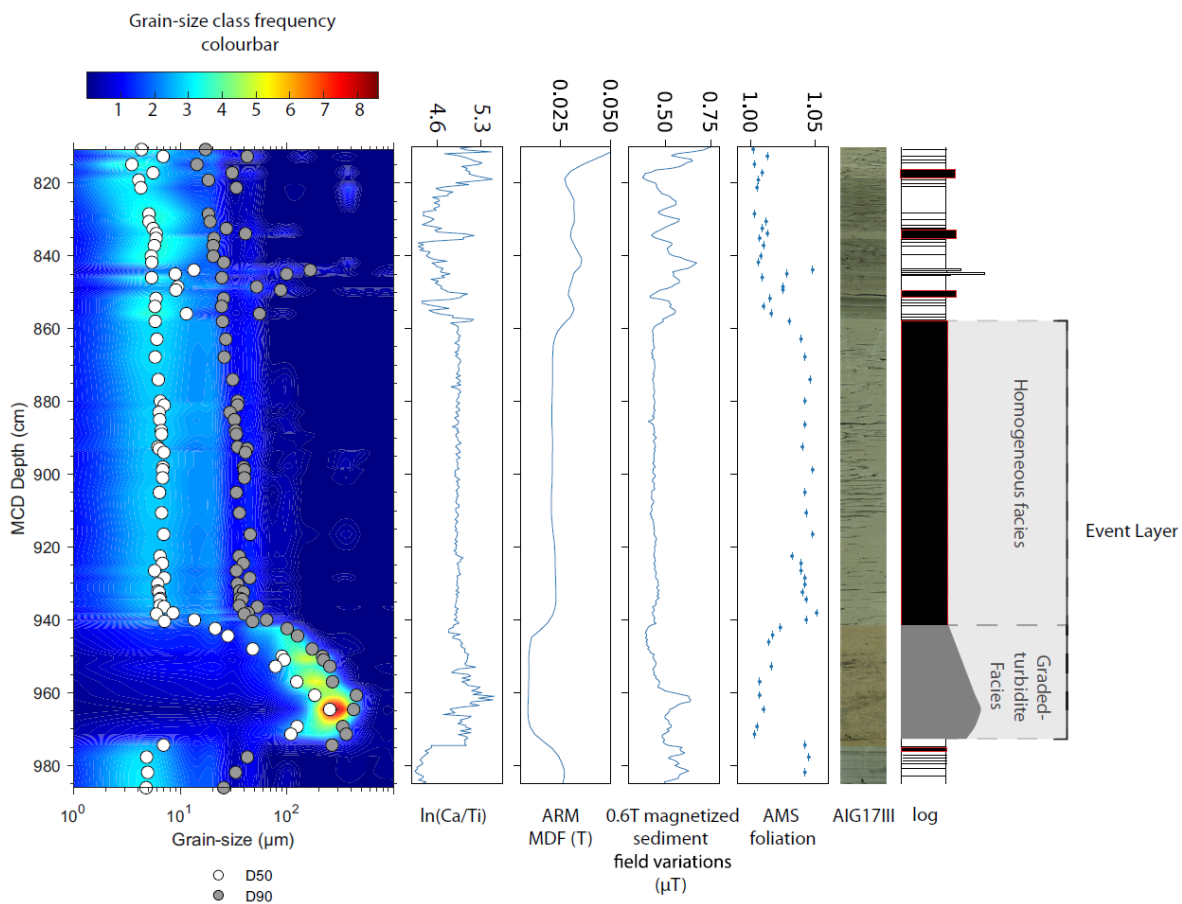 Grain-size class frequency
colourbar
1 2 3 4 5 6 7 8
4.6 5.3
0.025 0.050
0.50 0.75
1.00 1.05
820
840
860
880
900
920
940
960
980
MCD Depth (cm)
10⁰ 10¹ 10²
Grain-size (µm)
D50
D90
ln(Ca/Ti)
ARM
MDF (T)
0.6T magnetized
sediment
field variations
(µT)
AMS
foliation
AIG17III
log
Homogeneous facies
Graded-
turbidite
Facies
Event Layer